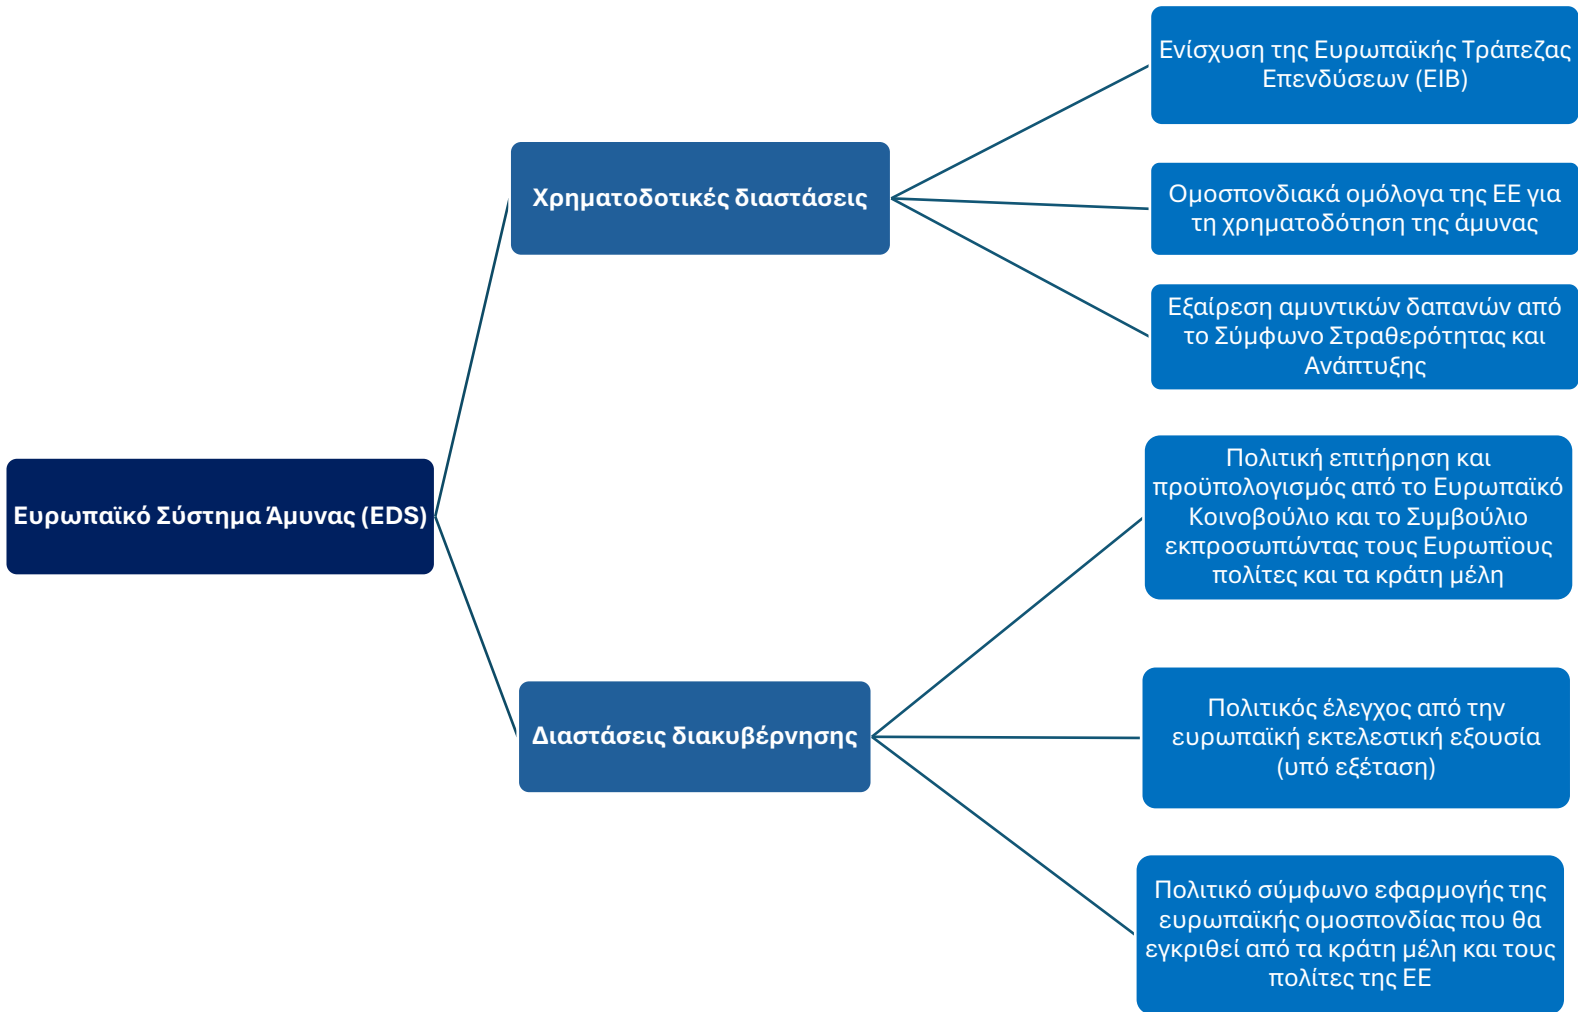 Ενίσχυση της Ευρωπαϊκής Τράπεζας
Επενδύσεων (EIB)
Χρηματοδοτικές διαστάσεις
Ομοσπονδιακά ομόλογα της ΕΕ για
τη χρηματοδότηση της άμυνας
Εξαίρεση αμυντικών δαπανών από
το Σύμφωνο Στραθερότητας και
Ανάπτυξης
Ευρωπαϊκό Σύστημα Άμυνας (EDS)
Πολιτική επιτήρηση και
προϋπολογισμός από το Ευρωπαϊκό
Κοινοβούλιο και το Συμβούλιο
εκπροσωπώντας τους Ευρωπϊους
πολίτες και τα κράτη μέλη
Διαστάσεις διακυβέρνησης
Πολιτικός έλεγχος από την
ευρωπαϊκή εκτελεστική εξουσία
(υπό εξέταση)
Πολιτικό σύμφωνο εφαρμογής της
ευρωπαϊκής ομοσπονδίας που θα
εγκριθεί από τα κράτη μέλη και τους
πολίτες της ΕΕ